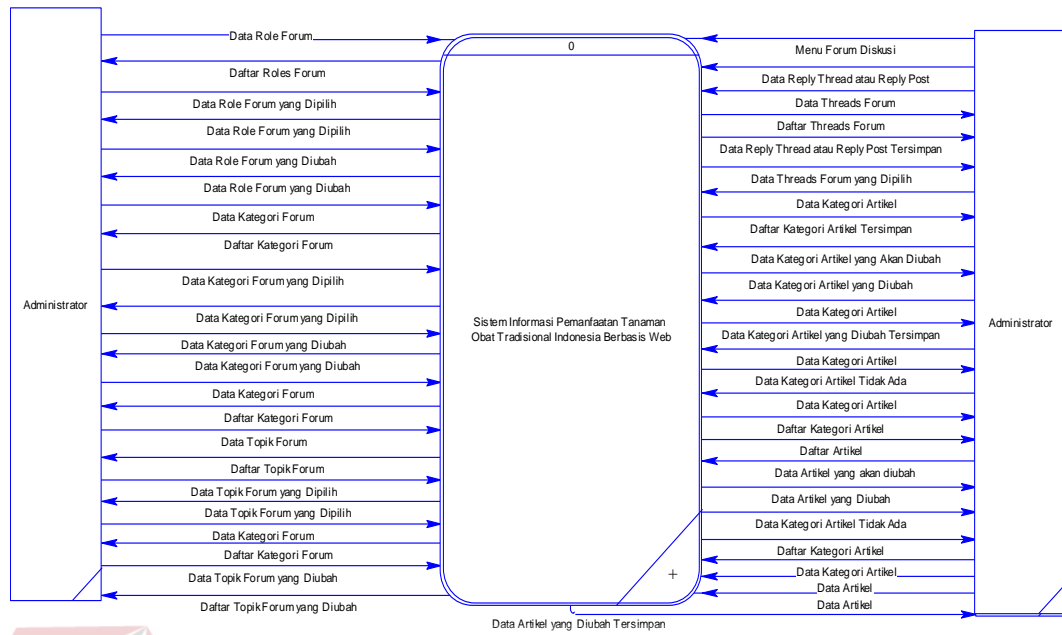 Data Role Forum
Daftar Roles Forum
Data Role Forum yang Dipilih
Data Role Forum yang Dipilih
Data Role Forum yang Diubah
Data Role Forum yang Diubah
Data Kategori Forum
Daftar Kategori Forum
Data Kategori Forum yang Dipilih
Data Kategori Forum yang Dipilih
Data Kategori Forum yang Diubah
Data Kategori Forum yang Diubah
Data Kategori Forum
Daftar Kategori Forum
Data Topik Forum
Daftar Topik Forum
Data Topik Forum yang Dipilih
Data Topik Forum yang Dipilih
Data Kategori Forum
Daftar Kategori Forum
Data Topik Forum yang Diubah
Daftar Topik Forum yang Diubah
Administrator
0
Sistem Informasi Pemanfaatan Tanaman
Obat Tradisional Indonesia Berbasis Web
Menu Forum Diskusi
Data Reply Thread atau Reply Post
Data Threads Forum
Daftar Threads Forum
Data Reply Thread atau Reply Post Tersimpan
Data Threads Forum yang Dipilih
Data Kategori Artikel
Daftar Kategori Artikel Tersimpan
Data Kategori Artikel yang Akan Diubah
Data Kategori Artikel yang Diubah
Data Kategori Artikel
Data Kategori Artikel yang Diubah Tersimpan
Data Kategori Artikel
Data Kategori Artikel Tidak Ada
Data Kategori Artikel
Daftar Kategori Artikel
Daftar Artikel
Data Artikel yang akan diubah
Data Artikel yang Diubah
Data Kategori Artikel Tidak Ada
Daftar Kategori Artikel
Data Kategori Artikel
Data Artikel
Data Artikel
Data Artikel yang Diubah Tersimpan
Administrator